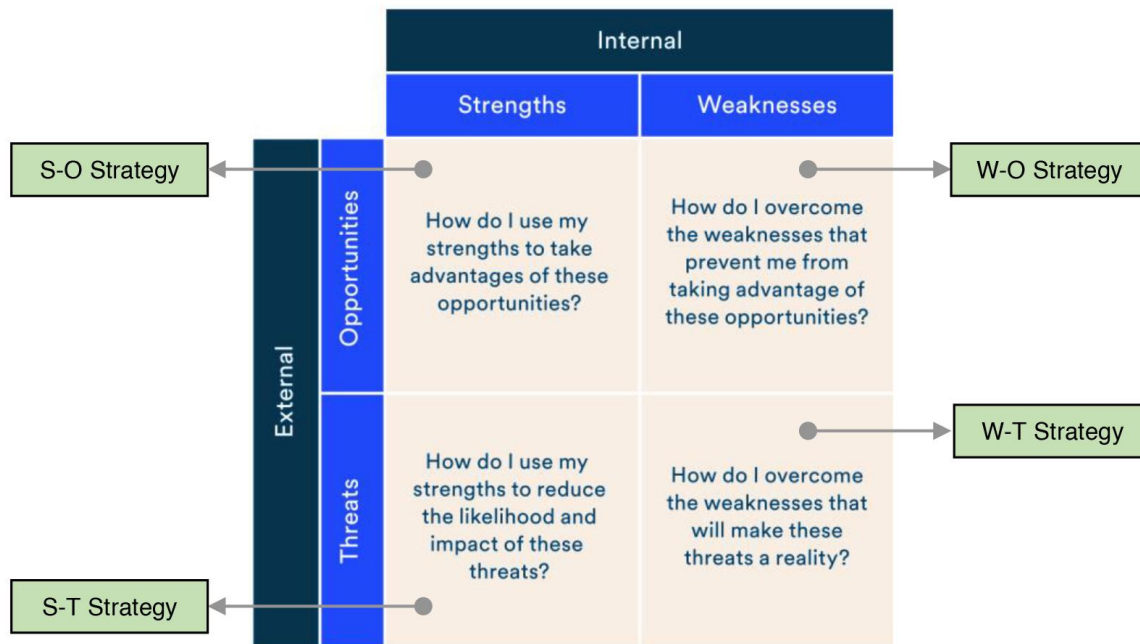 Internal
Strengths
Weaknesses
S-O Strategy
W-O Strategy
External
Opportunities
How do I use my
strengths to take
advantages of these
opportunities?
How do I overcome
the weaknesses that
prevent me from
taking advantage of
these opportunities?
W-T Strategy
Threats
How do I use my
strengths to reduce
the likelihood and
impact of these
threats?
How do I overcome
the weaknesses that
will make these
threats a reality?
S-T Strategy